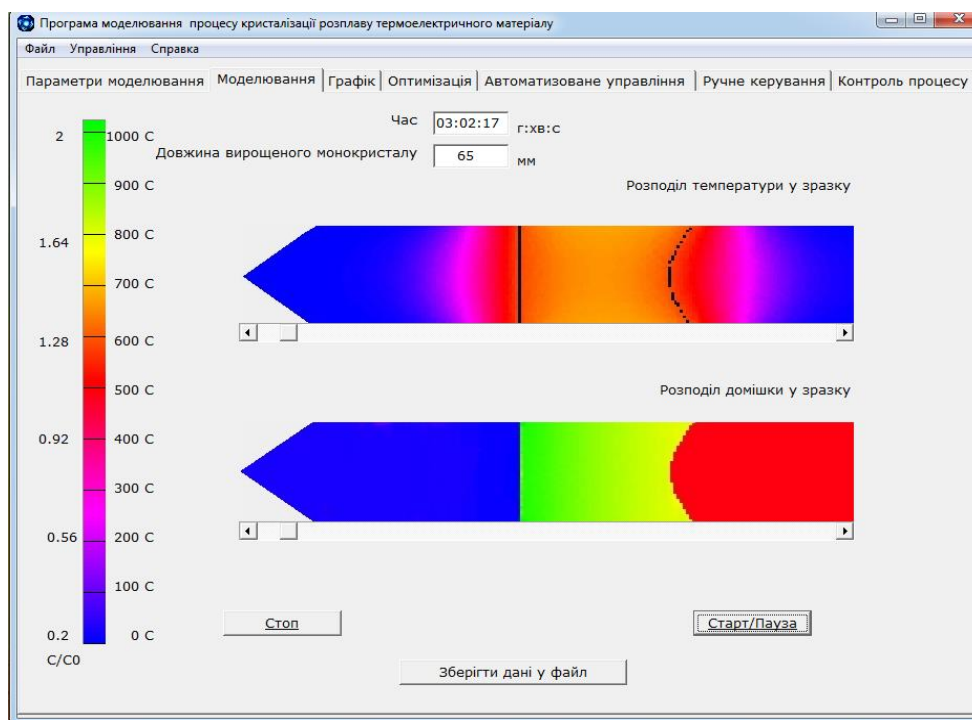 Програма моделювання процесу кристалізації розплаву термоелектричного матеріалу
Файл Управління Справка
Параметри моделювання Моделювання Графік Оптимізація Автоматизоване управління Ручне керування Контроль процесу
Час 03:02:17 г:хв:с
Довжина вирощеного монокристалу 65 мм
2 1000 С
900 С
1.64 800 С
700 С
1.28 600 С
500 С
0.92 400 С
300 С
0.56 200 С
100 С
0.2 0 С
С/С0
Розподіл температури у зразку
Розподіл домішки у зразку
Стоп
Старт/Пауза
Зберігти дані у файл